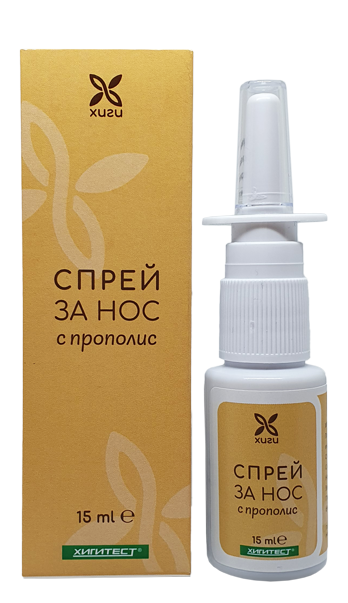 хиги
СПРЕЙ
ЗА НОС
с прополис
15 ml ℮
ХИГИТЕСТ®
хиги
СПРЕЙ
ЗА НОС
с прополис
15 ml ℮
ХИГИТЕСТ®